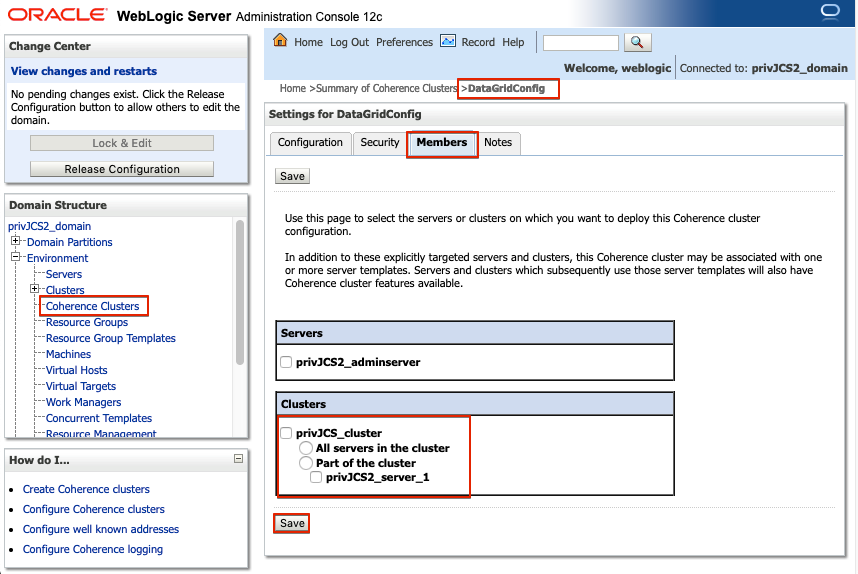 ORACLE® WebLogic Server Administration Console 12c
Change Center
View changes and restarts
No pending changes exist. Click the Release
Configuration button to allow others to edit the
domain.
Lock & Edit
Release Configuration
Domain Structure
privJCS2_domain
Domain Partitions
Environment
Servers
Clusters
Coherence Clusters
Resource Groups
Resource Group Templates
Machines
Virtual Hosts
Virtual Targets
Work Managers
Concurrent Templates
Resource Management
How do I...
Create Coherence clusters
Configure Coherence clusters
Configure well known addresses
Configure Coherence logging
Home Log Out Preferences Record Help
Welcome, weblogic Connected to: privJCS2_domain
Home >Summary of Coherence Clusters >DataGridConfig
Settings for DataGridConfig
Configuration Security Members Notes
Save
Use this page to select the servers or clusters on which you want to deploy this Coherence cluster
configuration.
In addition to these explicitly targeted servers and clusters, this Coherence cluster may be associated with one
or more server templates. Servers and clusters which subsequently use those server templates will also have
Coherence cluster features available.
Servers
privJCS2_adminserver
Clusters
privJCS_cluster
All servers in the cluster
Part of the cluster
privJCS2_server_1
Save